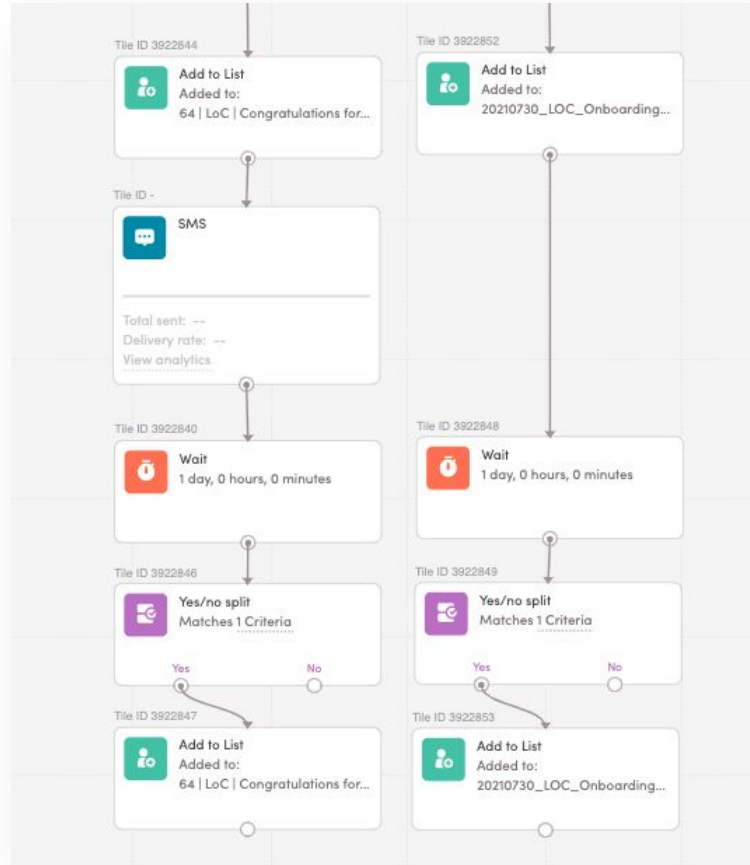 Tile ID 3922844
Add to List
Added to:
64 | LoC | Congratulations for...
Tile ID -
SMS
Total sent: --
Delivery rate: --
View analytics
Tile ID 3922840
Wait
1 day, 0 hours, 0 minutes
Tile ID 3922846
Yes/no split
Matches 1 Criteria
Yes
No
Tile ID 3922847
Add to List
Added to:
64 | LoC | Congratulations for...
Tile ID 3922852
Add to List
Added to:
20210730_LOC_Onboarding...
Tile ID 3922848
Wait
1 day, 0 hours, 0 minutes
Tile ID 3922849
Yes/no split
Matches 1 Criteria
Yes
No
Tile ID 3922853
Add to List
Added to:
20210730_LOC_Onboarding...